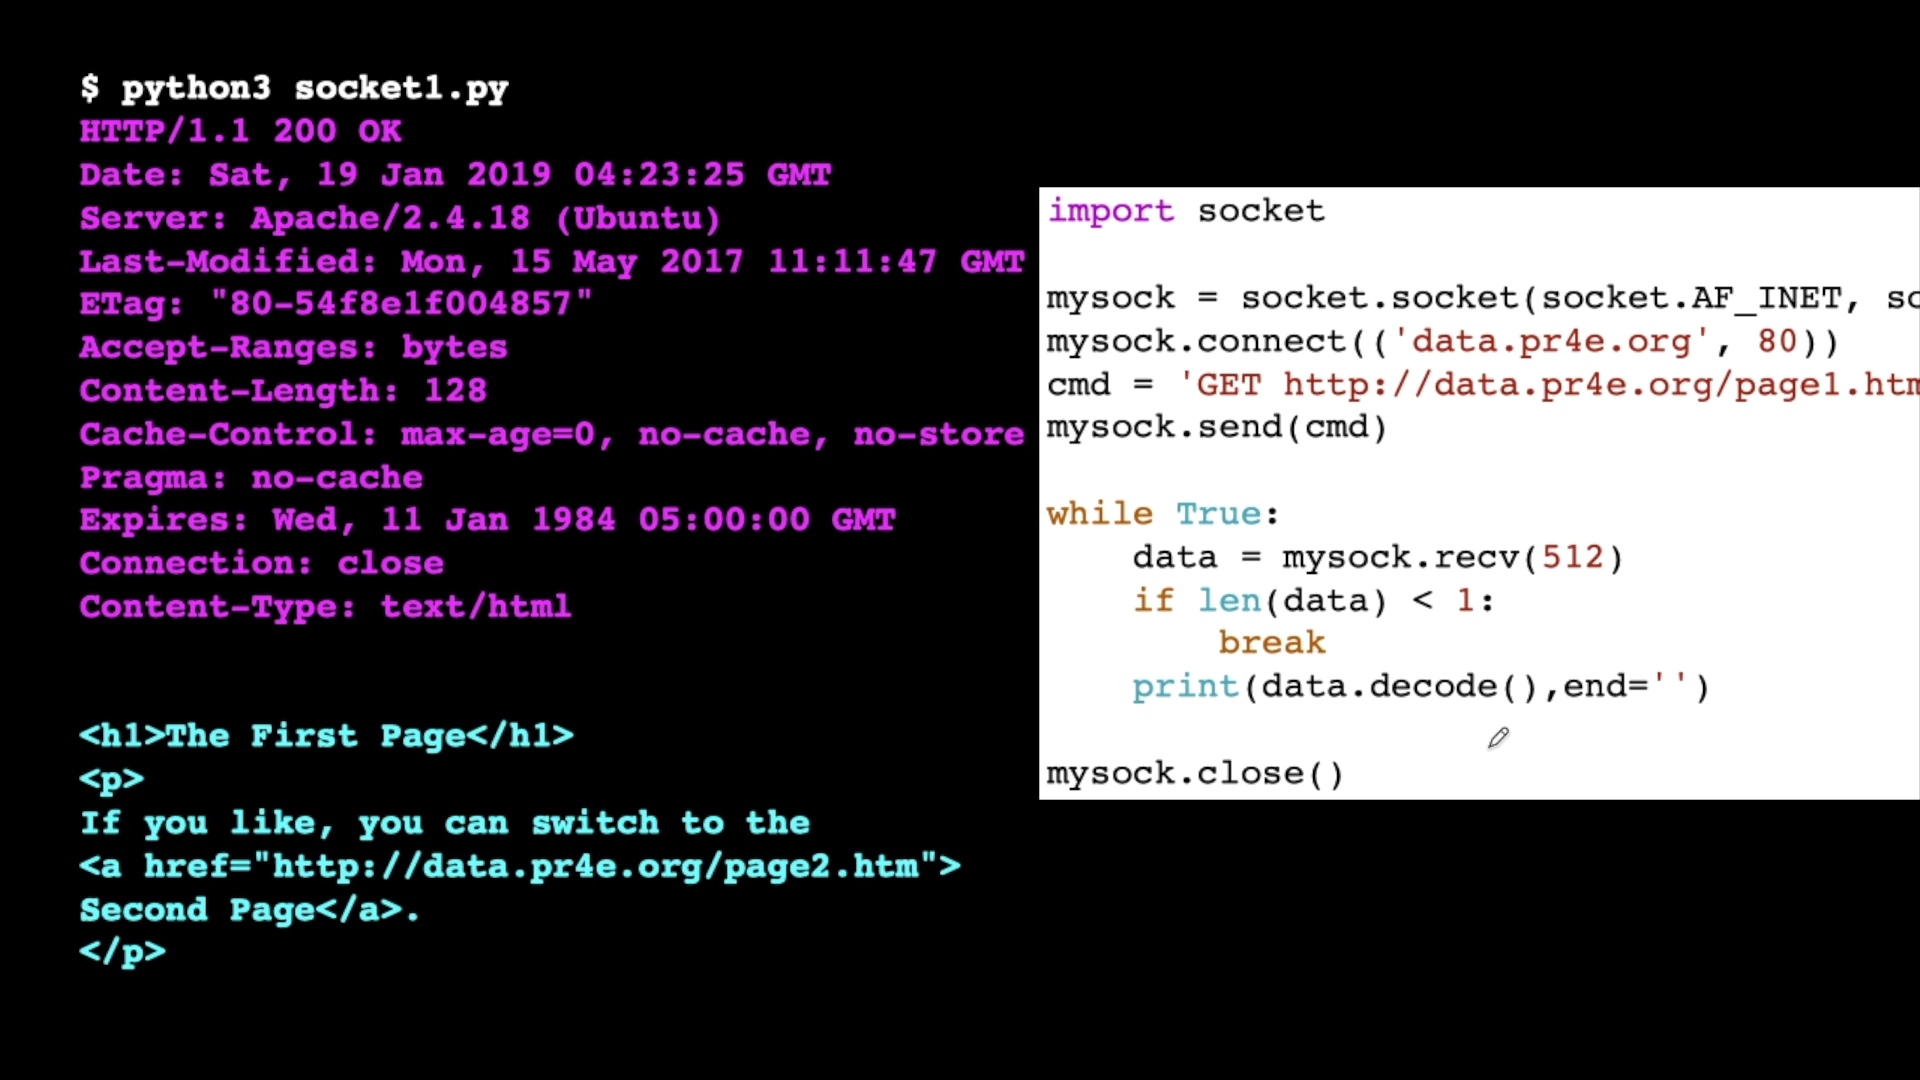 $ python3 socket1.py
HTTP/1.1 200 OK
Date: Sat, 19 Jan 2019 04:23:25 GMT
Server: Apache/2.4.18 (Ubuntu)
Last-Modified: Mon, 15 May 2017 11:11:47 GMT
ETag: "80-54f8e1f004857"
Accept-Ranges: bytes
Content-Length: 128
Cache-Control: max-age=0, no-cache, no-store
Pragma: no-cache
Expires: Wed, 11 Jan 1984 05:00:00 GMT
Connection: close
Content-Type: text/html
<h1>The First Page</h1>
<p>
If you like, you can switch to the
<a href="http://data.pr4e.org/page2.htm">
Second Page</a>.
</p>
import socket
mysock = socket.socket(socket.AF_INET,
mysock.connect(('data.pr4e.org', 80))
cmd = 'GET http://data.pr4e.org/page1.htm
mysock.send(cmd)
while True:
data = mysock.recv(512)
if len(data) < 1:
break
print(data.decode(),end='')
mysock.close()